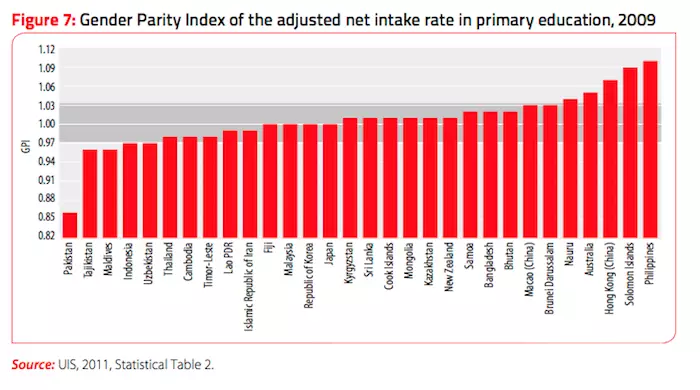 Figure 7: Gender Parity Index of the adjusted net intake rate in primary education, 2009
GPI
1.12
1.09
1.06
1.03
1.00
0.97
0.94
0.91
0.88
0.85
0.82
Pakistan
Tajikistan
Maldives
Indonesia
Uzbekistan
Thailand
Cambodia
Timor-Leste
Lao PDR
Islamic Republic of Iran
Fiji
Malaysia
Republic of Korea
Japan
Kyrgyzstan
Sri Lanka
Cook Islands
Mongolia
Kazakhstan
New Zealand
Samoa
Bangladesh
Bhutan
Macao (China)
Brunei Darussalam
Nauru
Australia
Hong Kong (China)
Solomon Islands
Philippines
Source: UIS, 2011, Statistical Table 2.